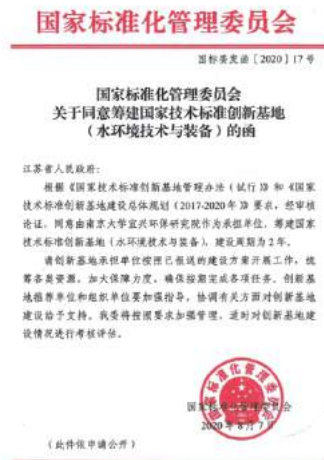 国家标准化管理委员会
国标委发函〔2020〕17号
国家标准化管理委员会
关于同意筹建国家技术标准创新基地
（水环境技术与装备）的函
江苏省人民政府：
根据《国家技术标准创新基地管理办法（试行）》和《国家
技术标准创新基地建设总体规划（2017-2020年）》要求，经审核
论证，同意由南京大学宜兴环保研究院作为承担单位，筹建国家
技术标准创新基地（水环境技术与装备），建设周期为2年。
请创新基地承担单位按照已报送的建设方案开展工作，统
筹各类资源，加大保障力度，确保按期完成各项任务。创新基
地推荐单位和组织单位要加强指导，协调有关方面对创新基地
建设给予支持。我委将按照要求加强管理，适时对创新基地建
设情况进行考核评估。
国家标准化管理委员会
2020年8月7日
（此件依申请公开）